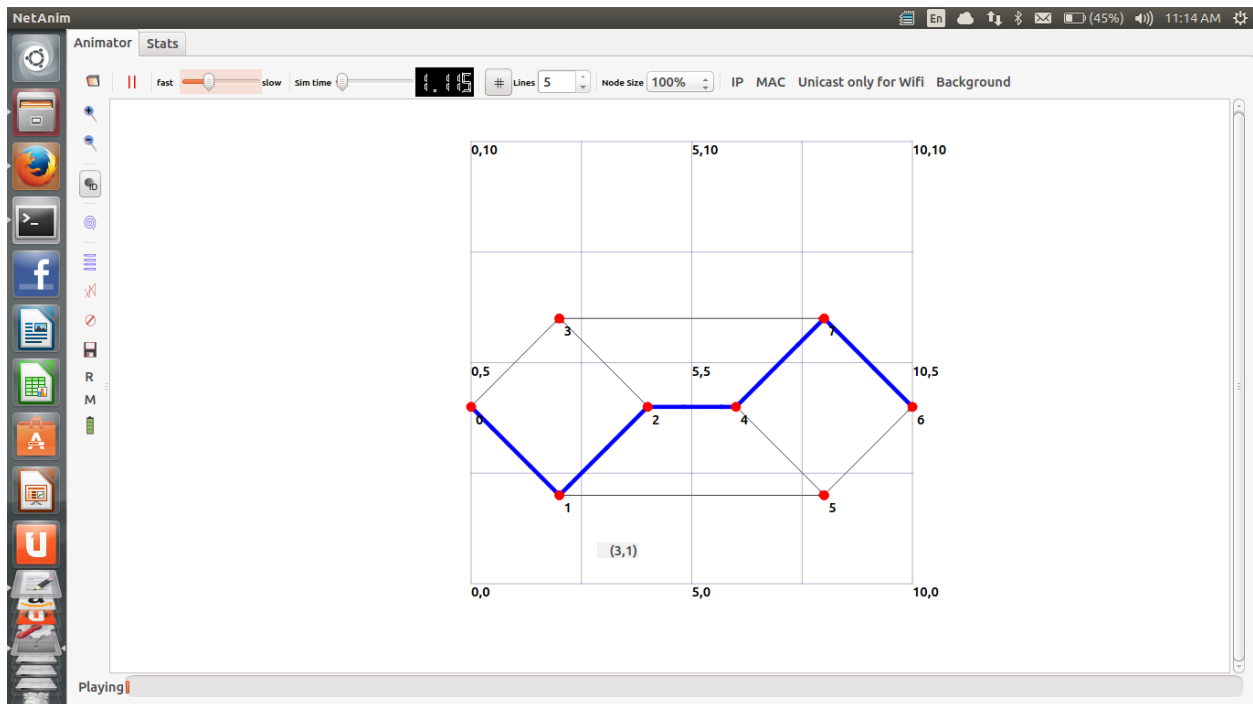 NetAnim
En (45%) 11:14 AM
Animator Stats
fast slow Sim time 1.115 # Lines 5 Node Size 100% IP MAC Unicast only for Wifi Background
ID
R
M
0,10 5,10 10,10
3 7
0,5 5,5 10,5
0 2 4 6
1 5
(3,1)
0,0 5,0 10,0
Playing